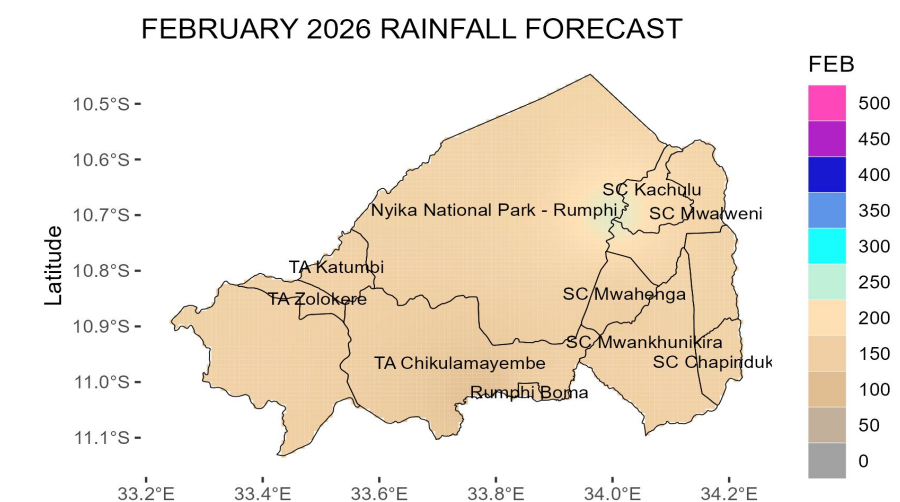 FEBRUARY 2026 RAINFALL FORECAST
FEB
500
450
400
350
300
250
200
150
100
50
0
Latitude
10.5°S
10.6°S
10.7°S
10.8°S
10.9°S
11.0°S
11.1°S
SC Kachulu
Nyika National Park - Rumphi
SC Mwalweni
TA Katumbi
SC Mwahenga
TA Zolokere
SC Mwankhunikira
TA Chikulamayembe
SC Chapinduk
Rumphi Boma
33.2°E
33.4°E
33.6°E
33.8°E
34.0°E
34.2°E